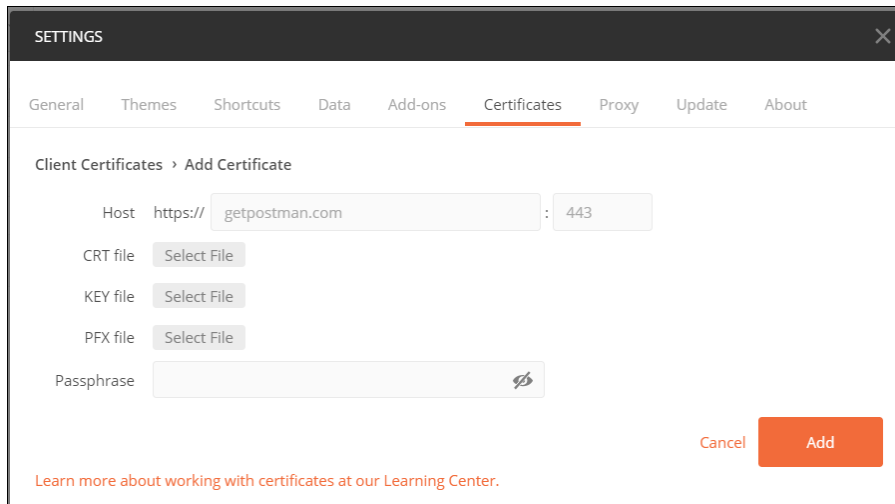 SETTINGS
General Themes Shortcuts Data Add-ons Certificates Proxy Update About
Client Certificates › Add Certificate
Host https:// getpostman.com : 443
CRT file Select File
KEY file Select File
PFX file Select File
Passphrase
Cancel Add
Learn more about working with certificates at our Learning Center.